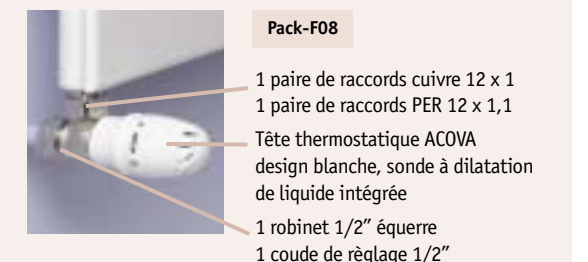 Pack-F08
1 paire de raccords cuivre 12 x 1
1 paire de raccords PER 12 x 1,1
Tête thermostatique ACOVA
design blanche, sonde à dilatation
de liquide intégrée
1 robinet 1/2” équerre
1 coude de règlage 1/2”